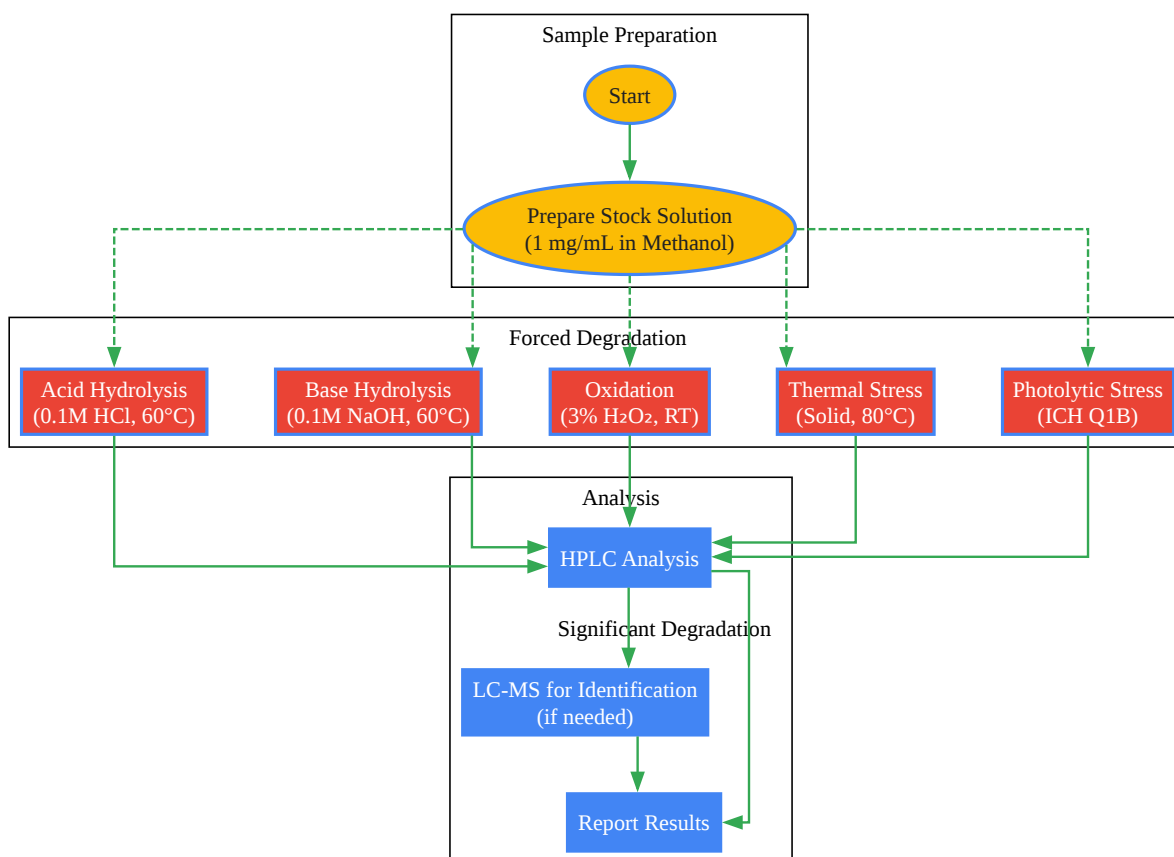 Sample Preparation
Start
Prepare Stock Solution
(1 mg/mL in Methanol)
Forced Degradation
Acid Hydrolysis
(0.1M HCl, 60°C)
Base Hydrolysis
(0.1M NaOH, 60°C)
Oxidation
(3% H₂O₂, RT)
Thermal Stress
(Solid, 80°C)
Photolytic Stress
(ICH Q1B)
Analysis
HPLC Analysis
Significant Degradation
LC-MS for Identification
(if needed)
Report Results